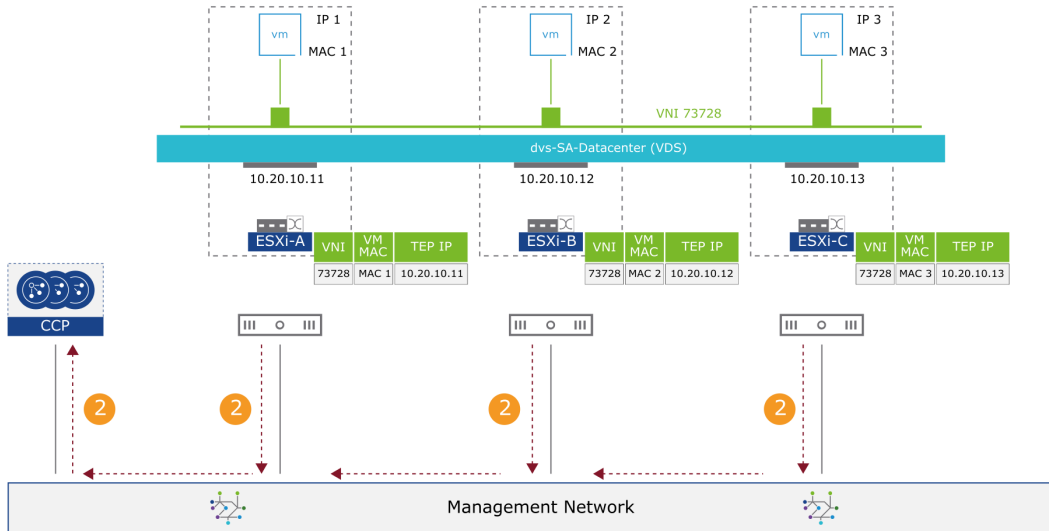 IP 1
vm
MAC 1
IP 2
vm
MAC 2
IP 3
vm
MAC 3
VNI 73728
dvs-SA-Datacenter (VDS)
10.20.10.11
10.20.10.12
10.20.10.13
ESXi-A
VNI
VM
MAC
TEP IP
73728
MAC 1
10.20.10.11
ESXi-B
VNI
VM
MAC
TEP IP
73728
MAC 2
10.20.10.12
ESXi-C
VNI
VM
MAC
TEP IP
73728
MAC 3
10.20.10.13
CCP
2
2
2
2
Management Network